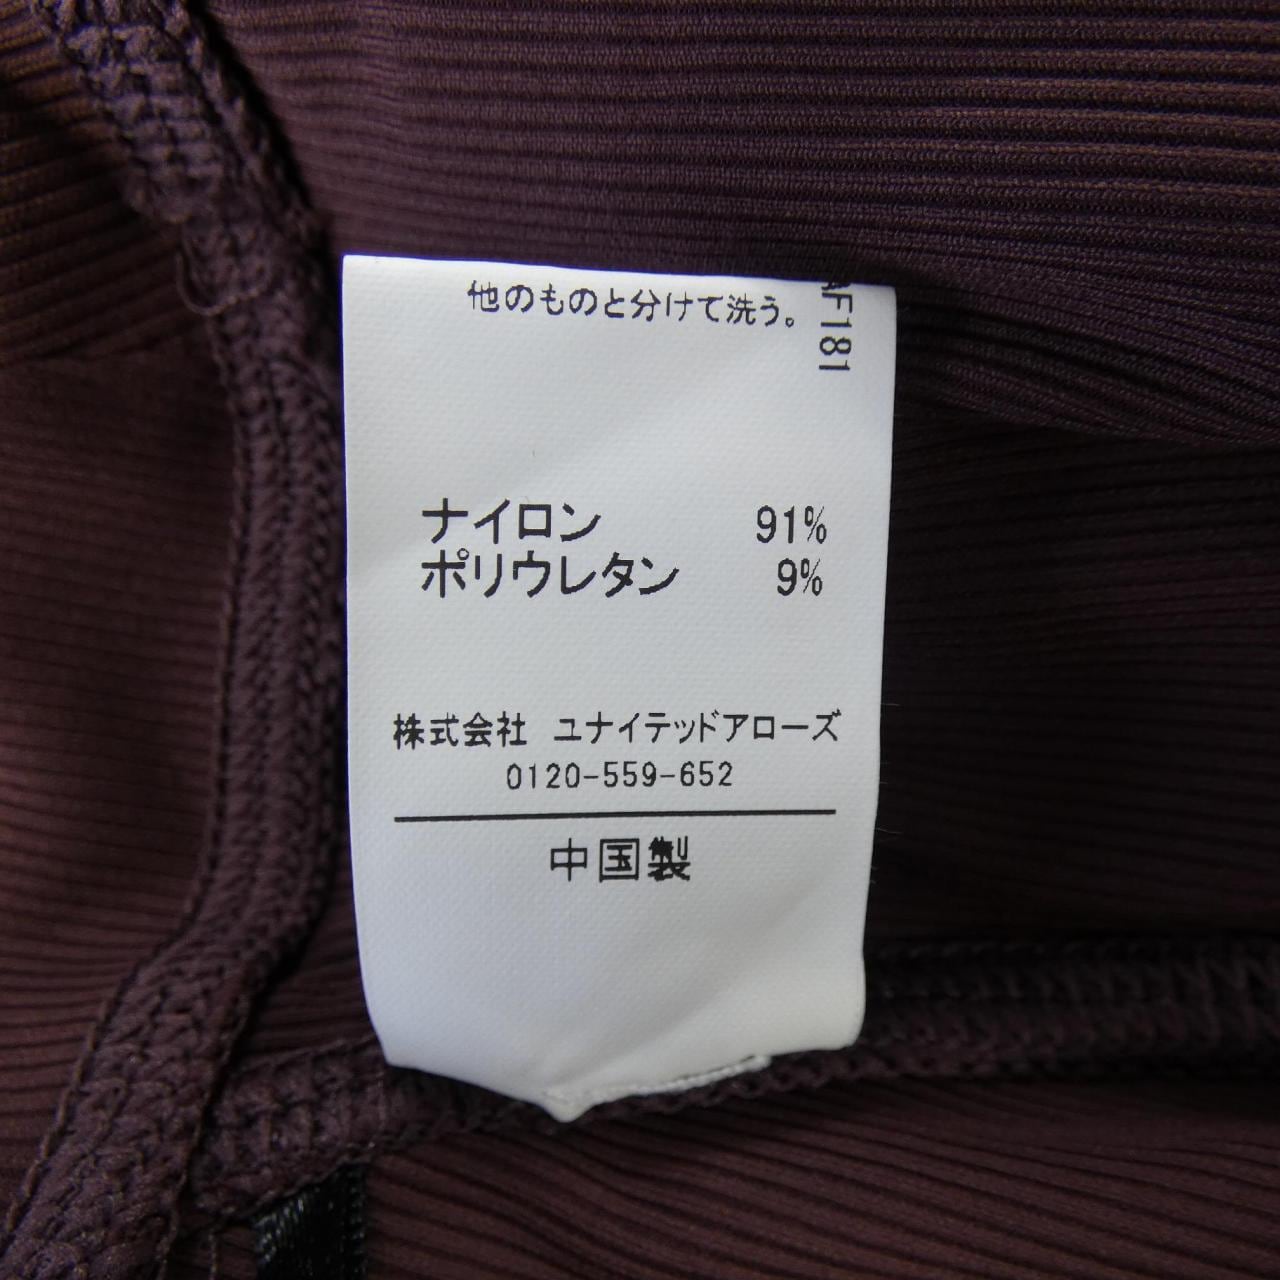 他のものと分けて洗う。
AF181
ナイロン 91%
ポリウレタン 9%
株式会社 ユナイテッドアローズ
0120-559-652
中国製